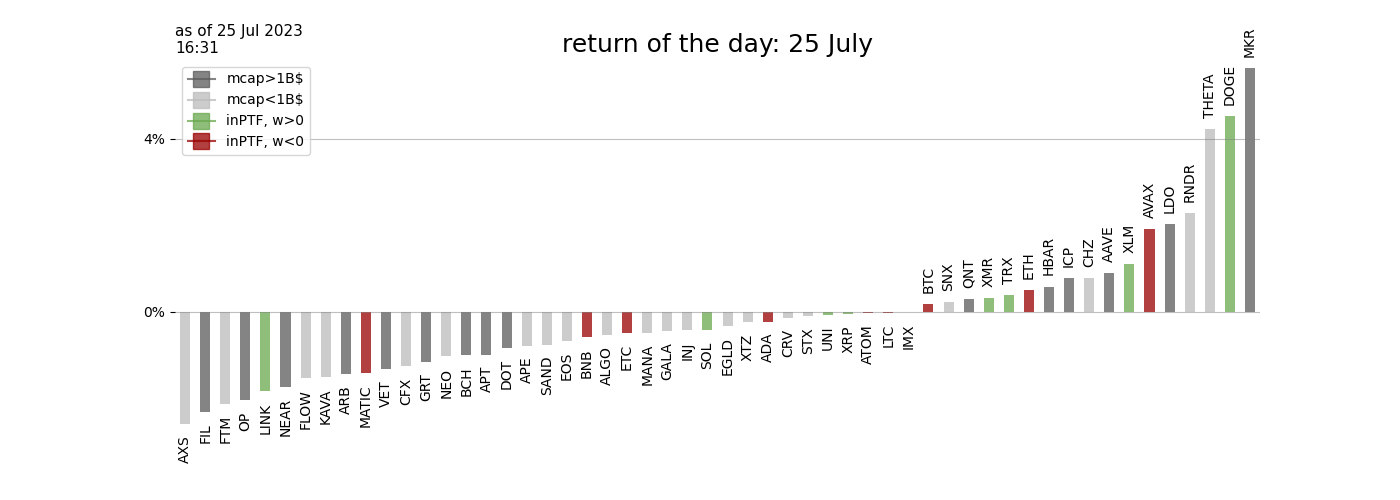 as of 25 Jul 2023
16:31
return of the day: 25 July
mcap>1B$
mcap<1B$
inPTF, w>0
inPTF, w<0
4%
0%
AXS
FIL
FTM
OP
LINK
NEAR
FLOW
KAVA
ARB
MATIC
VET
CFX
GRT
NEO
BCH
APT
DOT
APE
SAND
EOS
BNB
ALGO
ETC
MANA
GALA
INJ
SOL
EGLD
XTZ
ADA
CRV
STX
UNI
XRP
ATOM
LTC
IMX
BTC
SNX
QNT
XMR
TRX
ETH
HBAR
ICP
CHZ
AAVE
XLM
AVAX
LDO
RNDR
THETA
DOGE
MKR